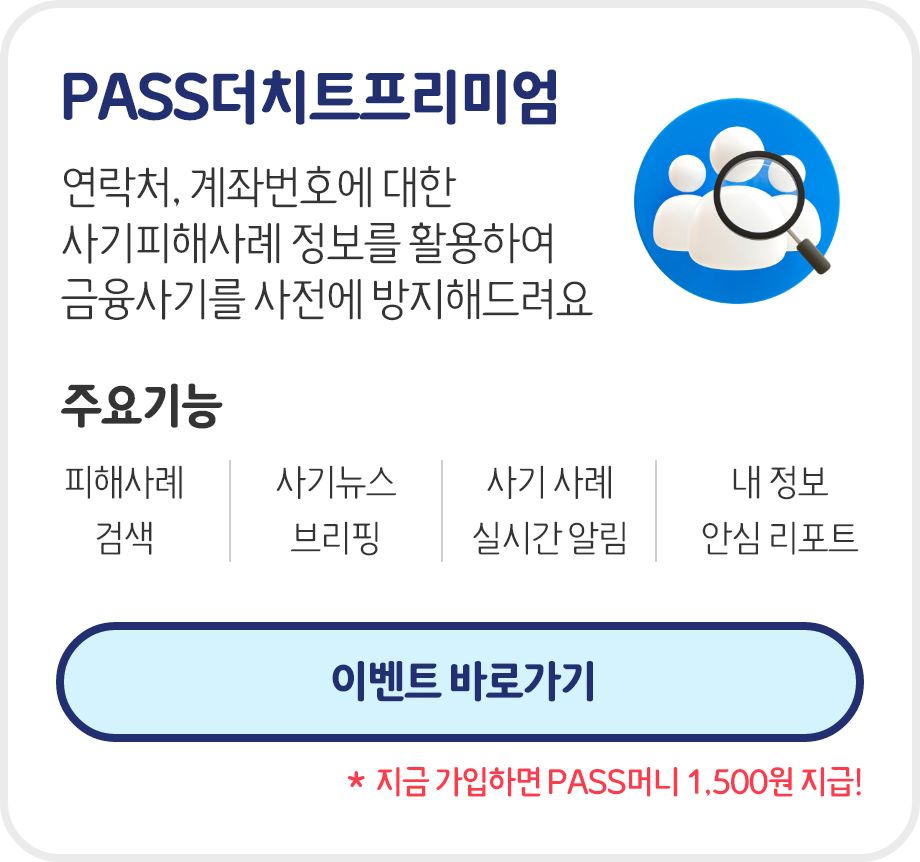 PASS더치트프리미엄
연락처, 계좌번호에 대한
사기피해사례 정보를 활용하여
금융사기를 사전에 방지해드려요
주요기능
피해사례
검색
사기뉴스
브리핑
사기 사례
실시간 알림
내 정보
안심 리포트
이벤트 바로가기
* 지금 가입하면 PASS머니 1,500원 지급!